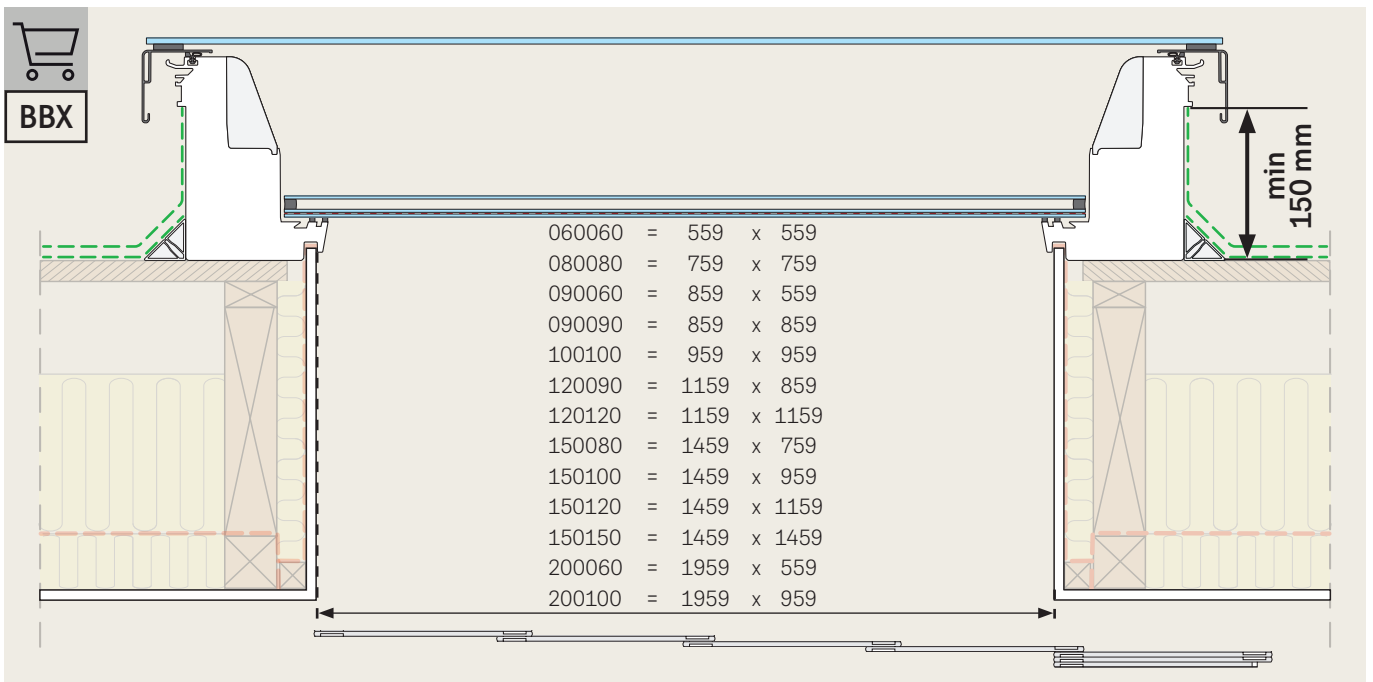 BBX
min
150 mm
060060 = 559 x 559
080080 = 759 x 759
090060 = 859 x 559
090090 = 859 x 859
100100 = 959 x 959
120090 = 1159 x 859
120120 = 1159 x 1159
150080 = 1459 x 759
150100 = 1459 x 959
150120 = 1459 x 1159
150150 = 1459 x 1459
200060 = 1959 x 559
200100 = 1959 x 959